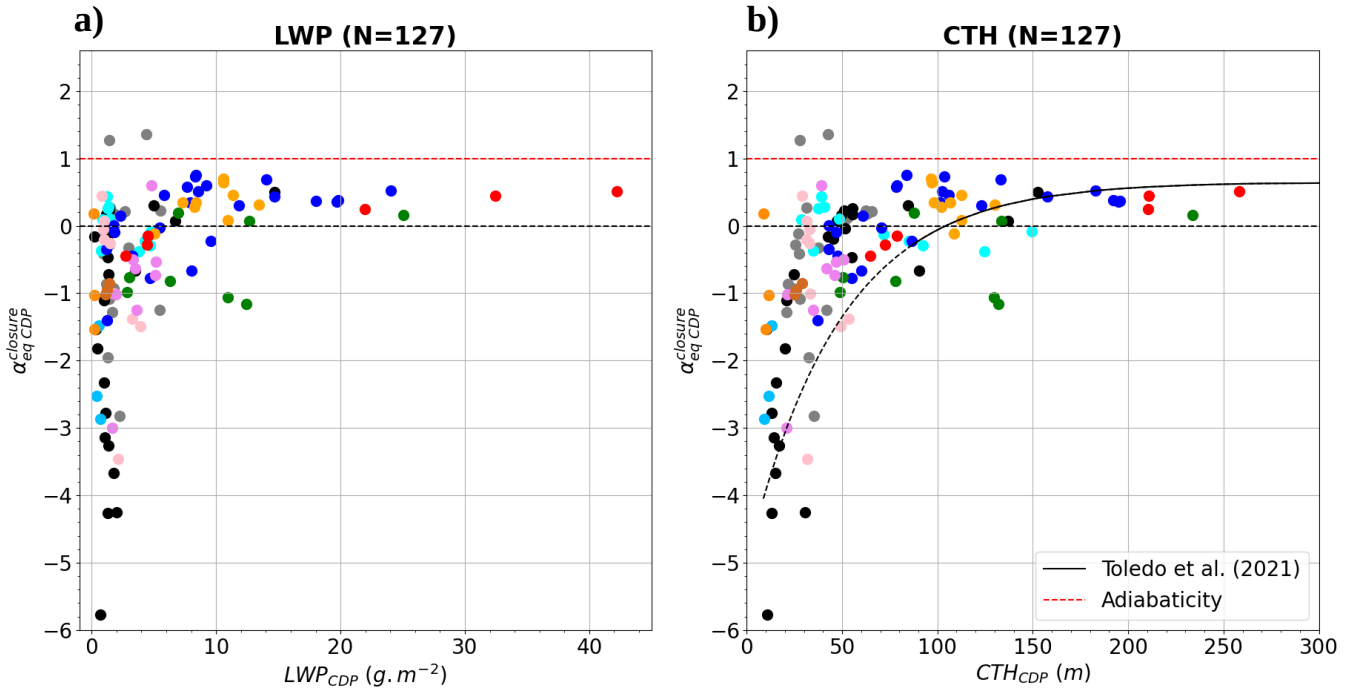 a)
LWP (N=127)
2
1
0
−1
−2
−3
−4
−5
−6
α^closure_eq CDP
0 10 20 30 40
LWP_CDP (g.m^−2)
b)
CTH (N=127)
2
1
0
−1
−2
−3
−4
−5
−6
α^closure_eq CDP
Toledo et al. (2021)
Adiabaticity
0 50 100 150 200 250 300
CTH_CDP (m)